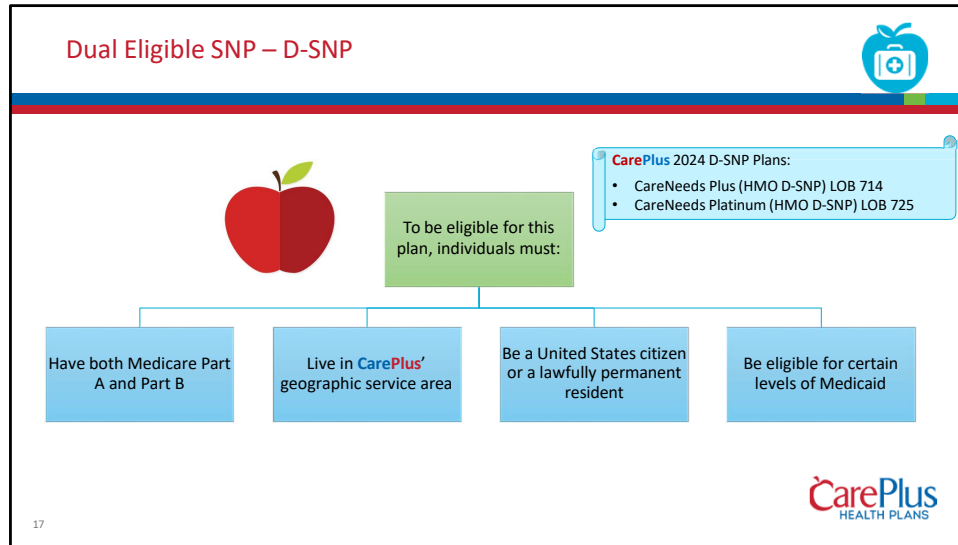 Dual Eligible SNP – D-SNP
CarePlus 2024 D-SNP Plans:
• CareNeeds Plus (HMO D-SNP) LOB 714
• CareNeeds Platinum (HMO D-SNP) LOB 725
To be eligible for this
plan, individuals must:
Have both Medicare Part
A and Part B
Live in CarePlus’
geographic service area
Be a United States citizen
or a lawfully permanent
resident
Be eligible for certain
levels of Medicaid
CarePlus
HEALTH PLANS
17